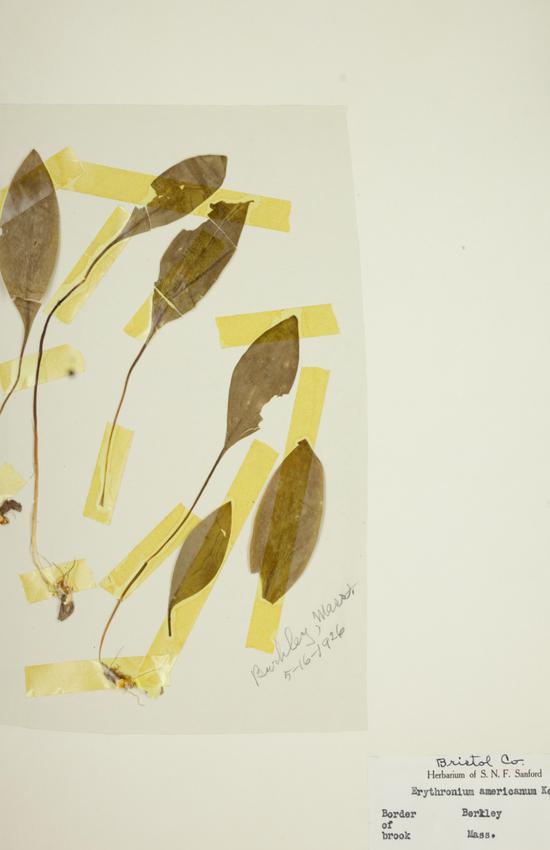 Berkley, Mass.
5-16-1926
Bristol Co.
Herbarium of S. N. F. Sanford
Erythronium americanum Ke
Border Berkley
of
brook Mass.